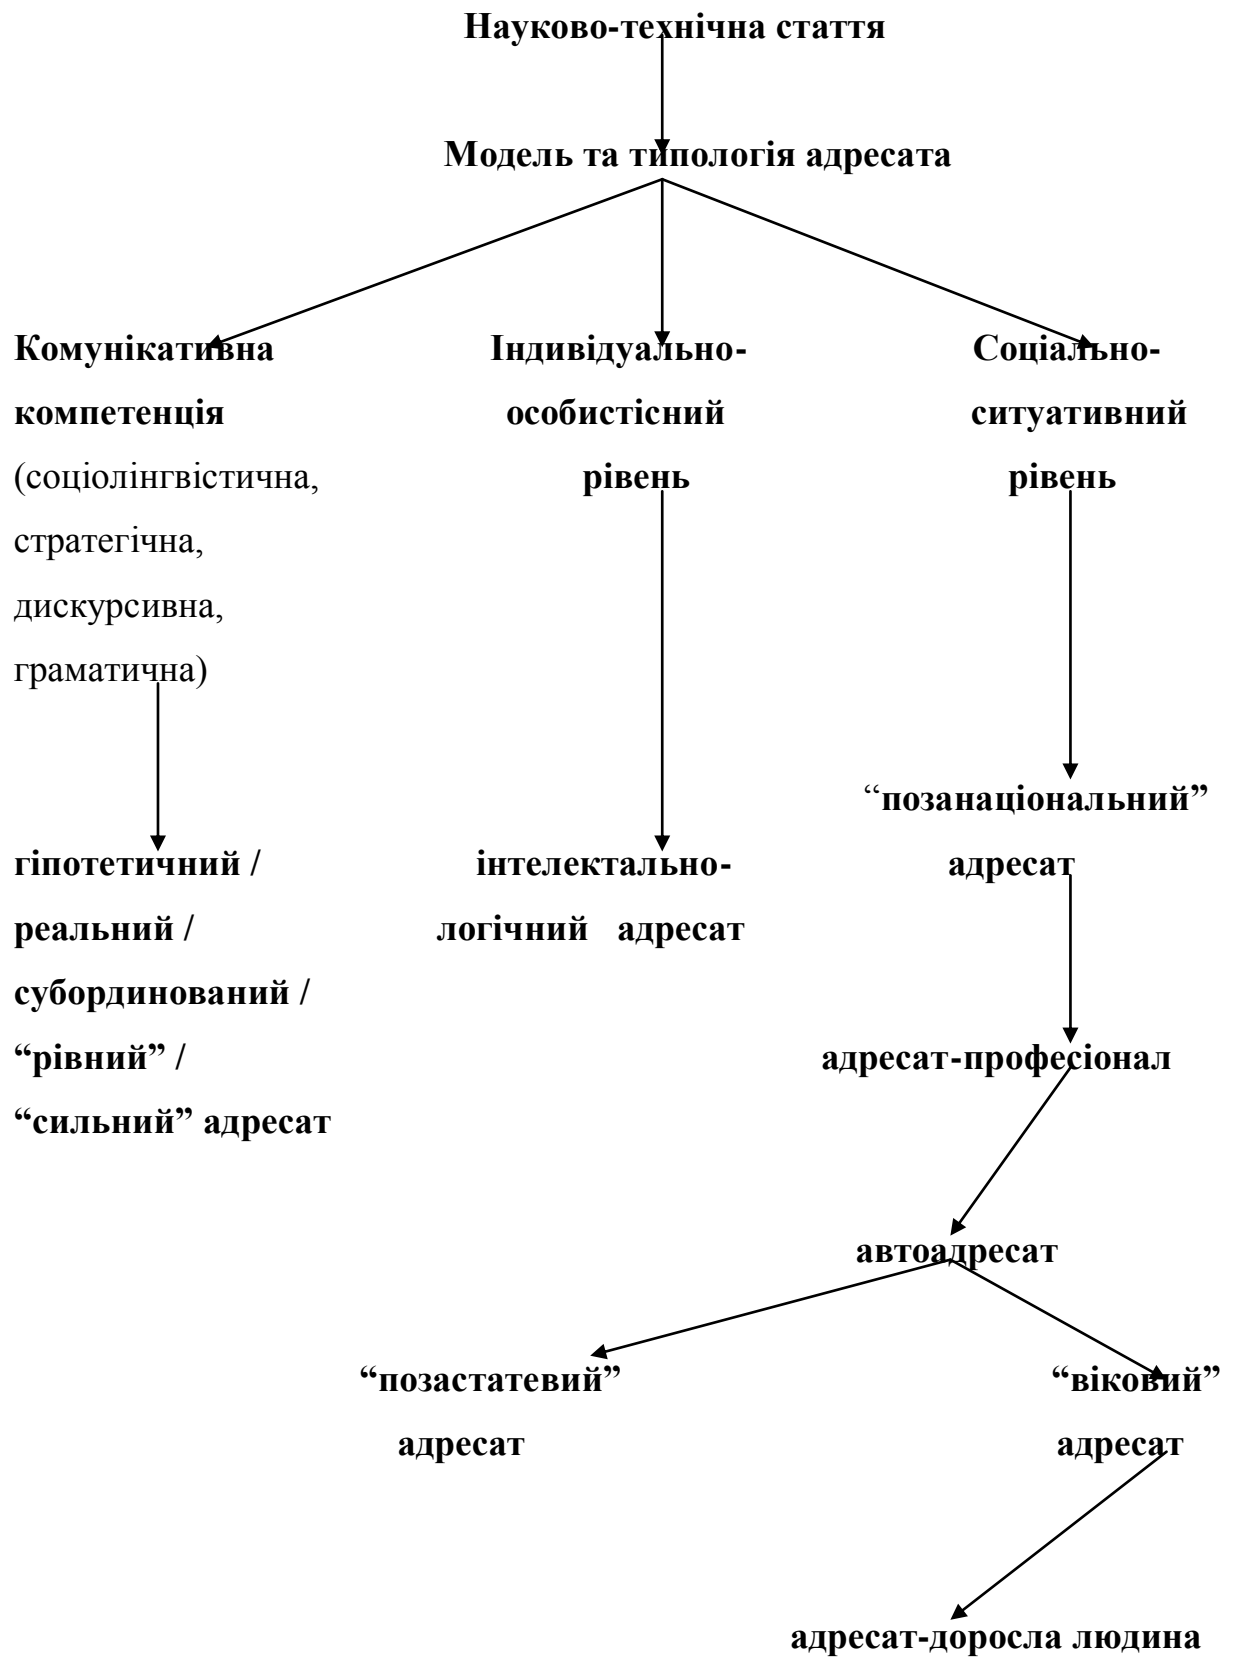 Науково-технічна стаття
Модель та типологія адресата
Комунікативна
компетенція
(соціолінгвістична,
стратегічна,
дискурсивна,
граматична)
Індивідуально-
особистісний
рівень
Соціально-
ситуативний
рівень
гіпотетичний /
реальний /
субординований /
“рівний” /
“сильний” адресат
інтелектально-
логічний адресат
“позанаціональний”
адресат
адресат-професіонал
автоадресат
“позастатевий”
адресат
“віковий”
адресат
адресат-доросла людина